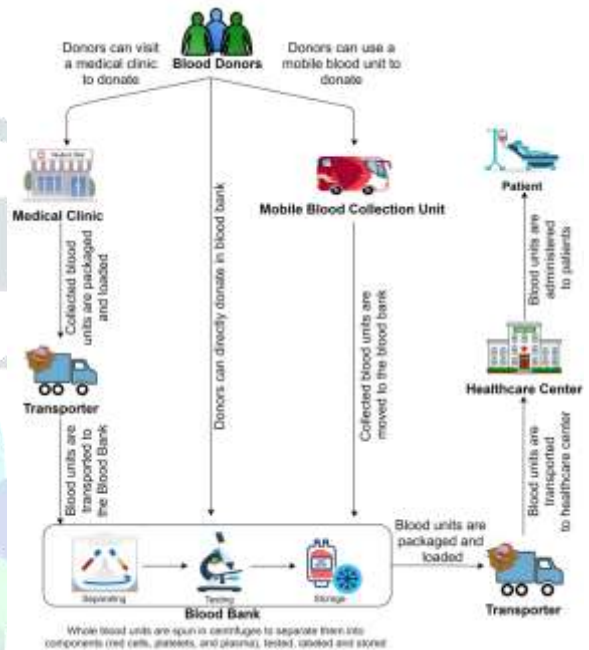 Donors can visit
a medical clinic
to donate
Donors can use a
mobile blood unit to
donate
Blood Donors
Medical Clinic
Mobile Blood Collection Unit
Patient
Collected blood
units are packaged
and loaded
Donors can directly donate in blood bank
Collected blood units are
moved to the blood bank
Blood units are
administered
to patients
Transporter
Healthcare Center
Blood units are
transported to
the Blood Bank
Blood units are
transported
to healthcare center
Blood units are
packaged and
loaded
Separating
Testing
Storage
Blood Bank
Transporter
Whole blood units are spun in centrifuges to separate them into
components (red cells, platelets, and plasma), tested, labeled and stored